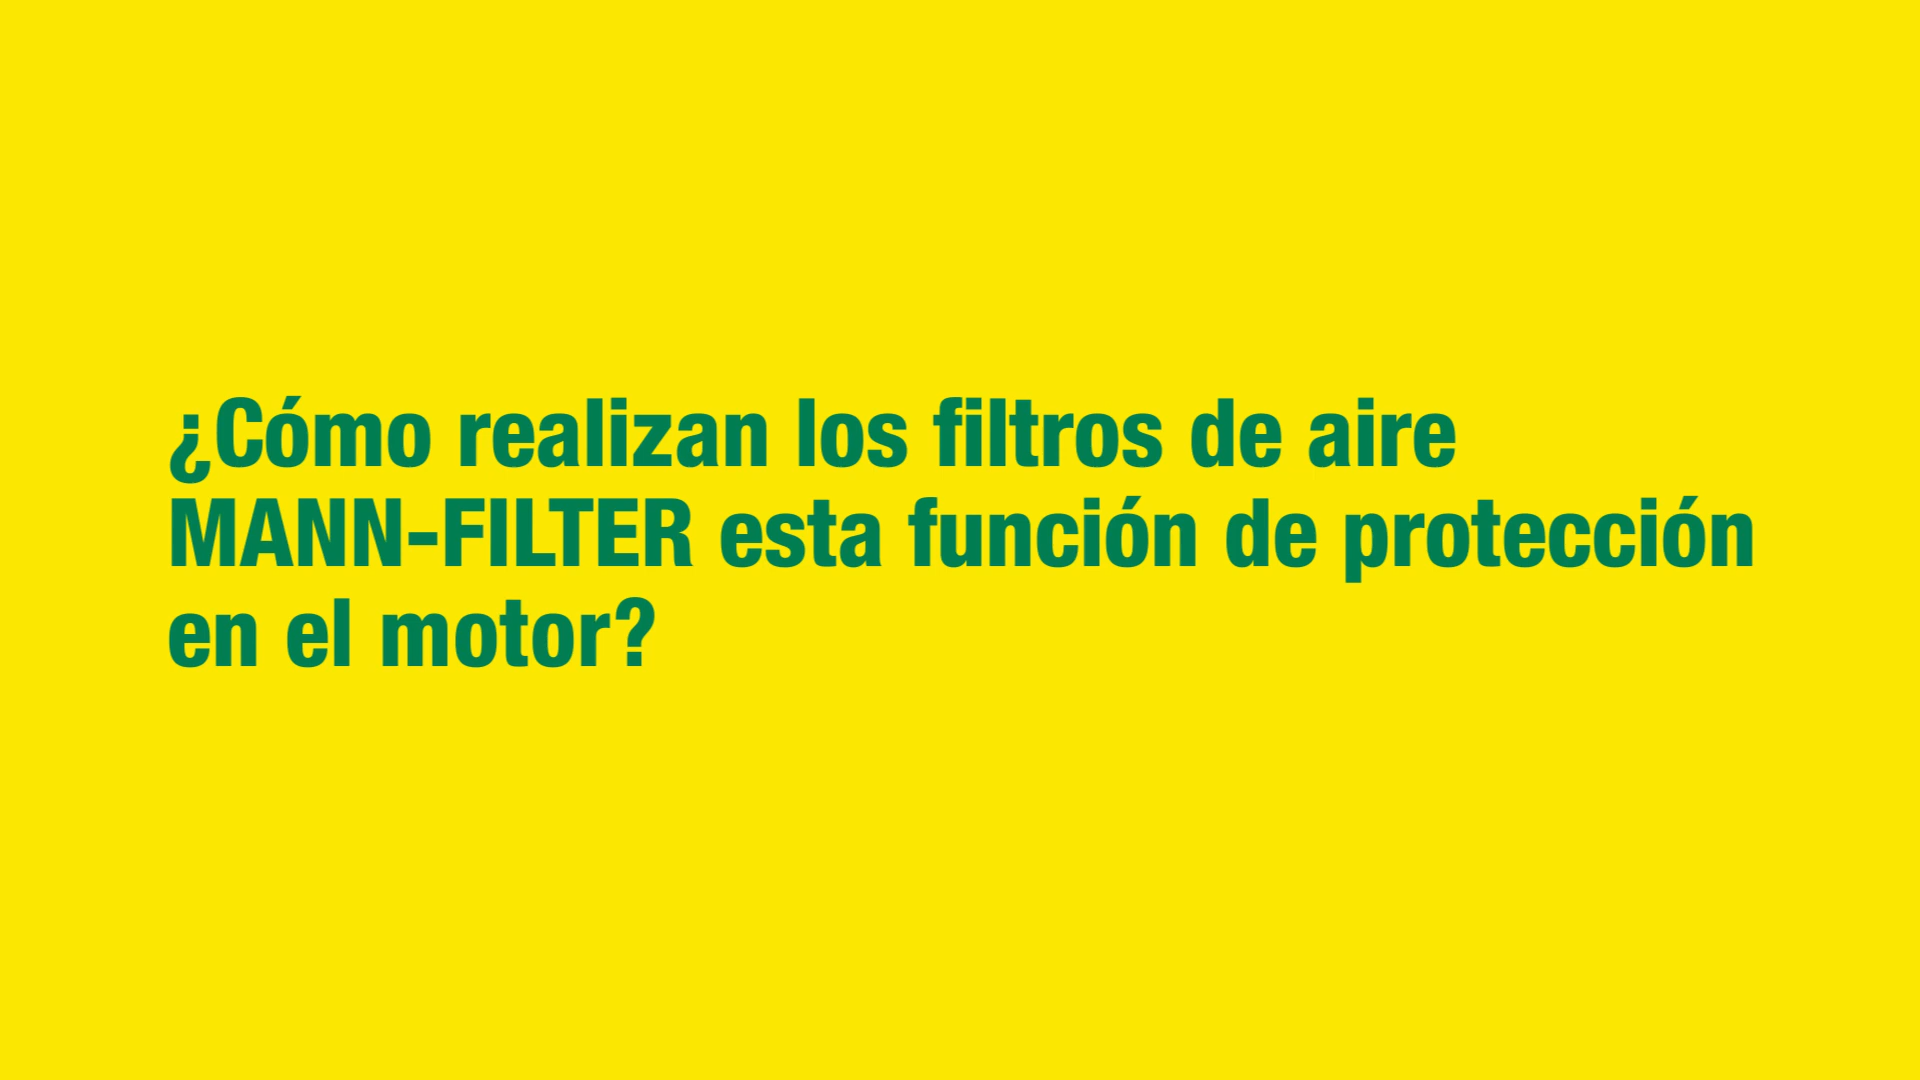 ¿Cómo realizan los filtros de aire
MANN-FILTER esta función de protección
en el motor?